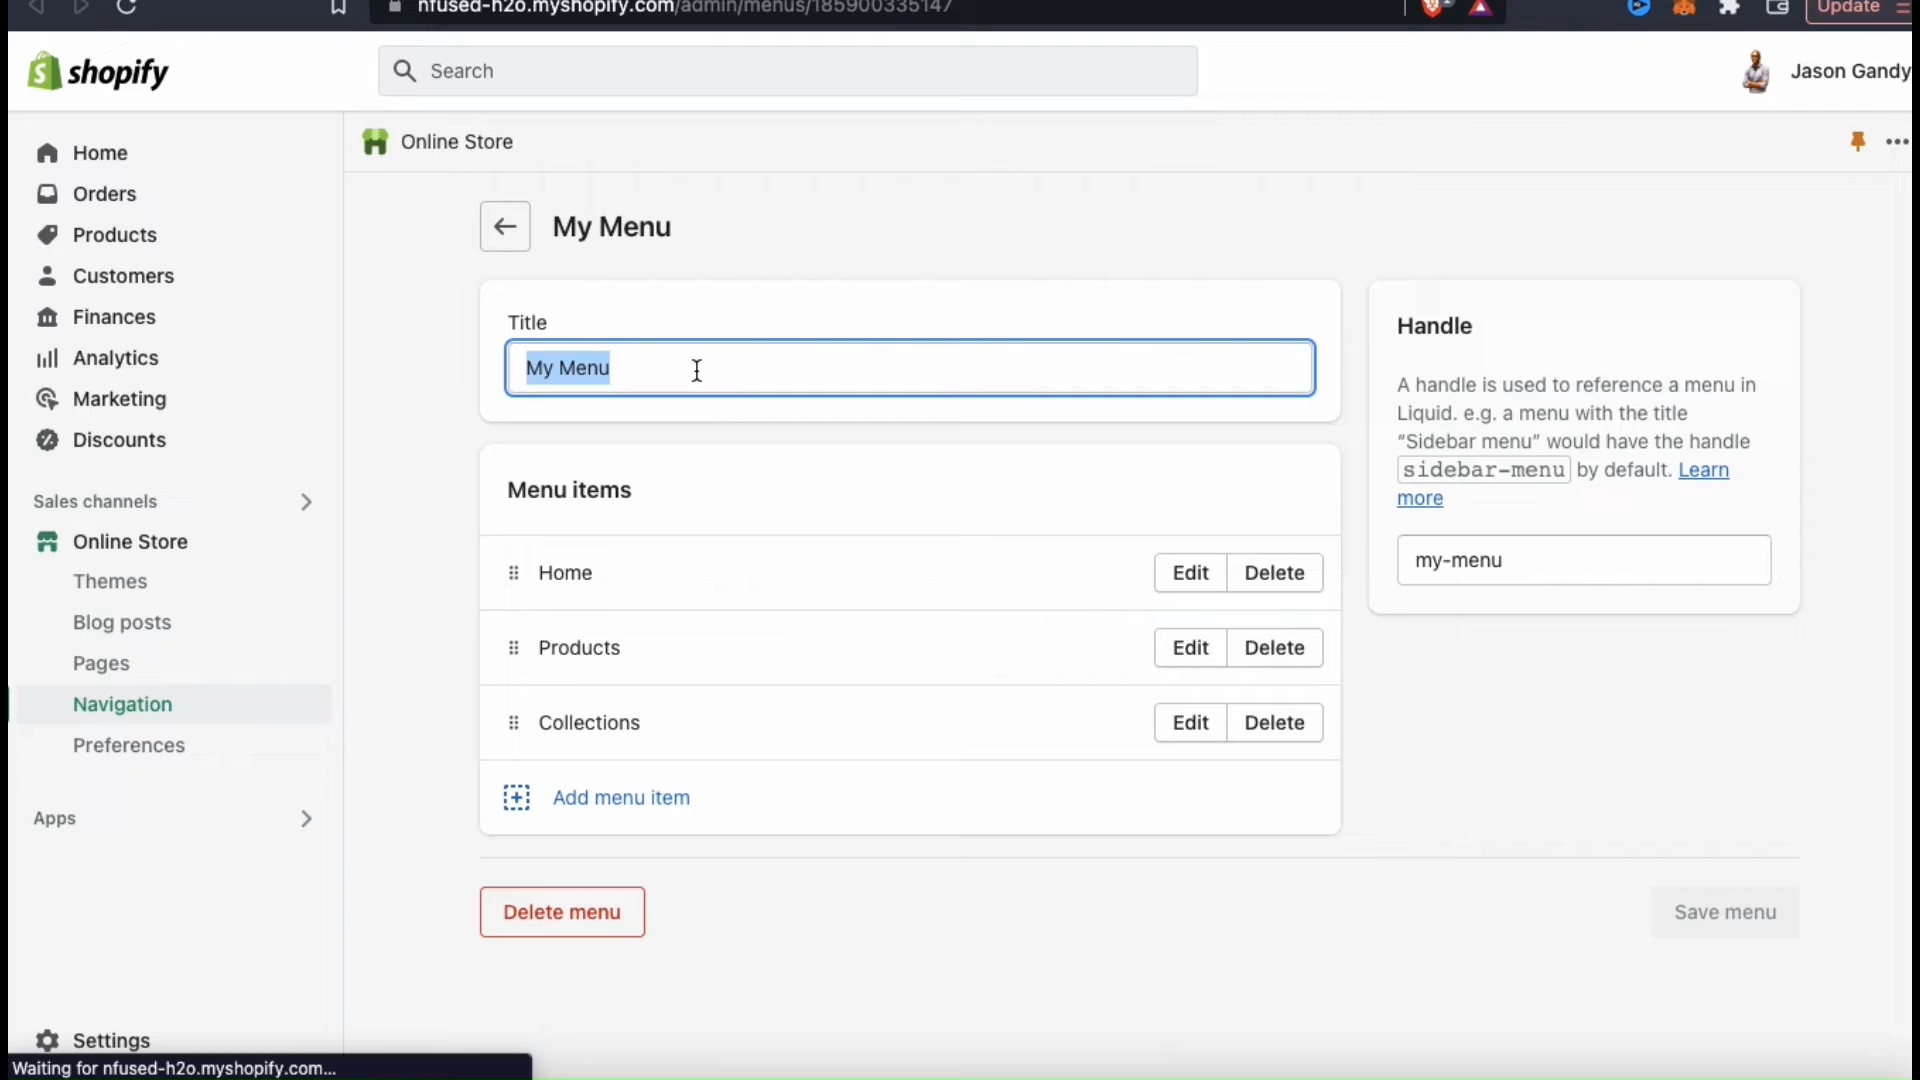 nfused-h2o.myshopify.com/admin/menus/185900335147
2
Update
shopify
Search
Jason Gandy
Home
Online Store
Orders
Products
My Menu
Customers
Finances
Title
Handle
Analytics
My Menu
A handle is used to reference a menu in
Liquid. e.g. a menu with the title
"Sidebar menu" would have the handle
sidebar-menu by default. Learn
more
Marketing
Discounts
Sales channels
Menu items
Online Store
my-menu
Themes
Home
Edit
Delete
Blog posts
Pages
Products
Edit
Delete
Navigation
Collections
Edit
Delete
Preferences
Add menu item
Apps
Delete menu
Save menu
Settings
Waiting for nfused-h2o.myshopify.com...